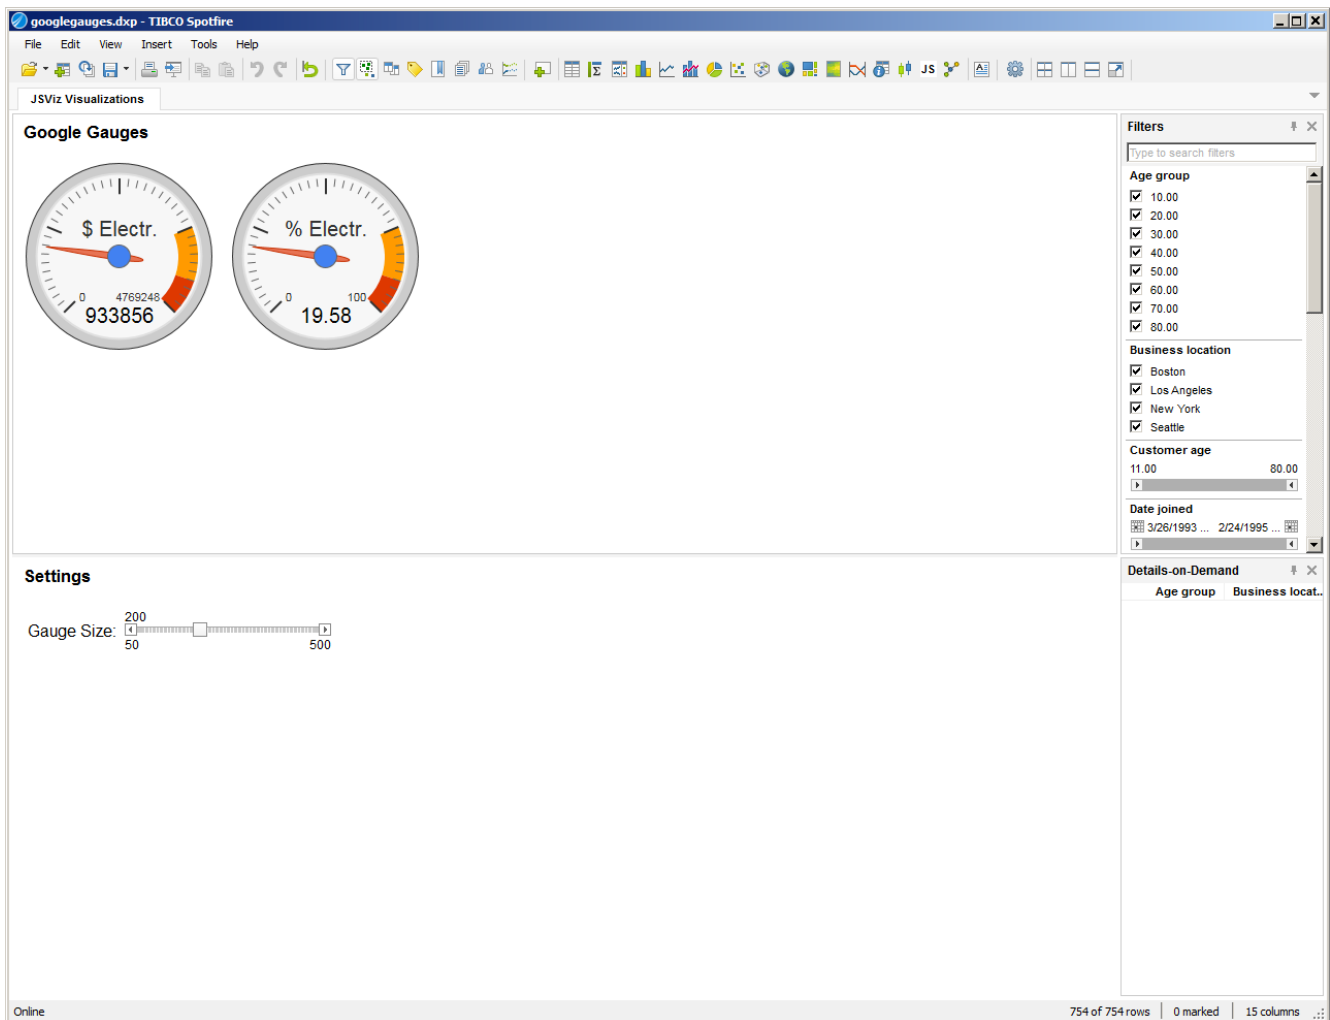 googlegauges.dxp - TIBCO Spotfire
File Edit View Insert Tools Help
JS
JSViz Visualizations
Google Gauges
$ Electr.
0 4769248
933856
% Electr.
0 100
19.58
Filters
Type to search filters
Age group
10.00
20.00
30.00
40.00
50.00
60.00
70.00
80.00
Business location
Boston
Los Angeles
New York
Seattle
Customer age
11.00 80.00
Date joined
3/26/1993 ... 2/24/1995 ...
Settings
200
Gauge Size:
50 500
Details-on-Demand
Age group Business locat..
Online 754 of 754 rows 0 marked 15 columns